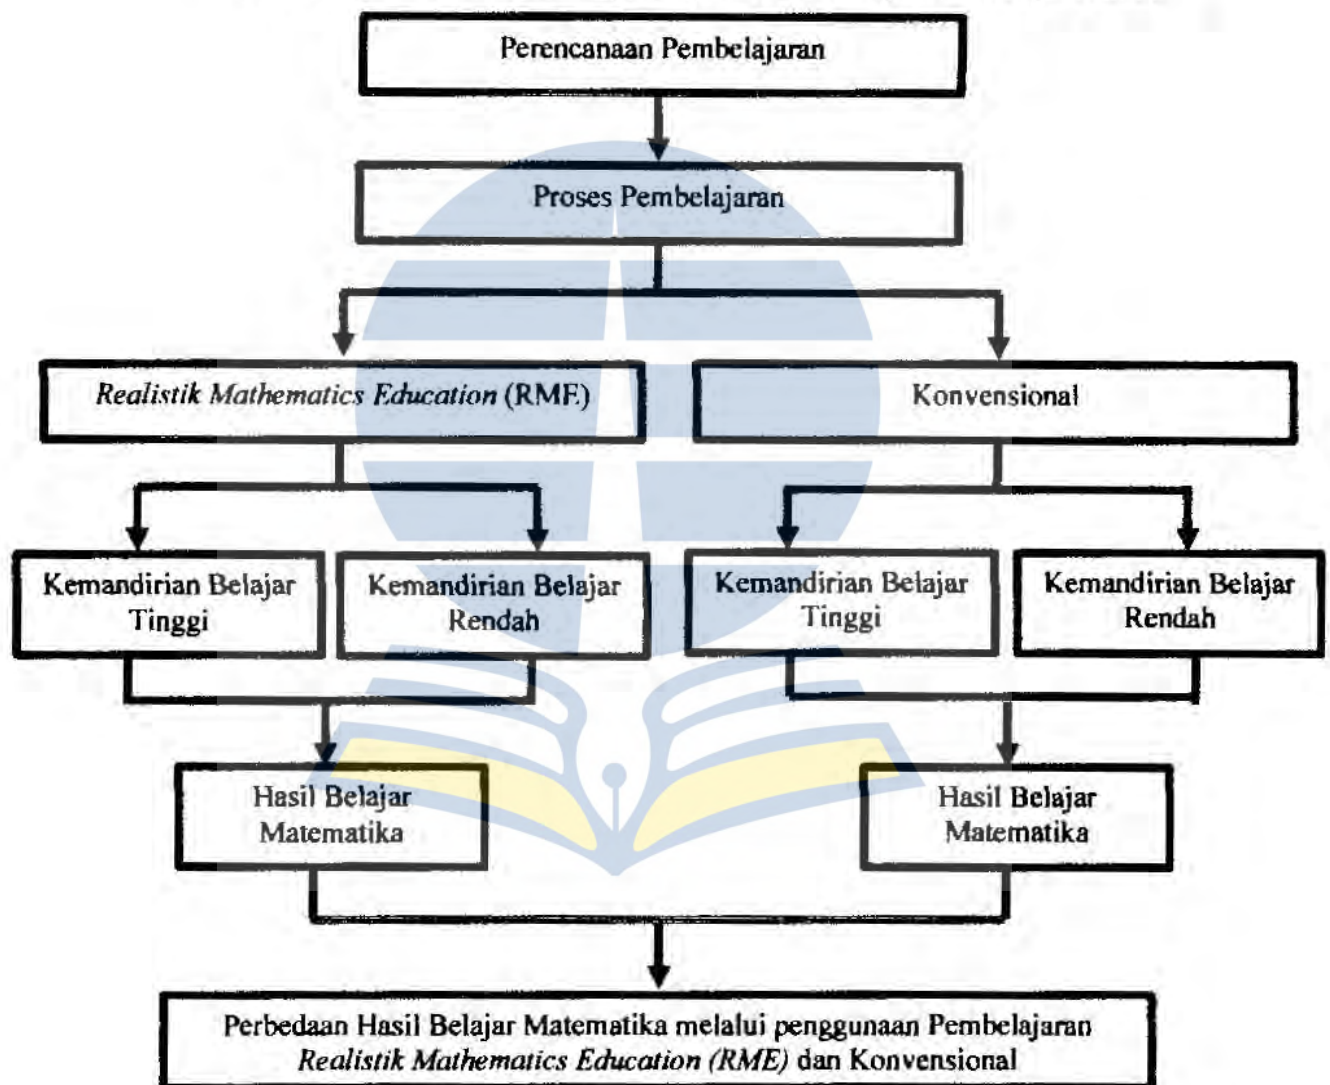 Perencanaan Pembelajaran
Proses Pembelajaran
Realistik Mathematics Education (RME)
Konvensional
Kemandirian Belajar
Tinggi
Kemandirian Belajar
Rendah
Kemandirian Belajar
Tinggi
Kemandirian Belajar
Rendah
Hasil Belajar
Matematika
Hasil Belajar
Matematika
Perbedaan Hasil Belajar Matematika melalui penggunaan Pembelajaran
Realistik Mathematics Education (RME) dan Konvensional